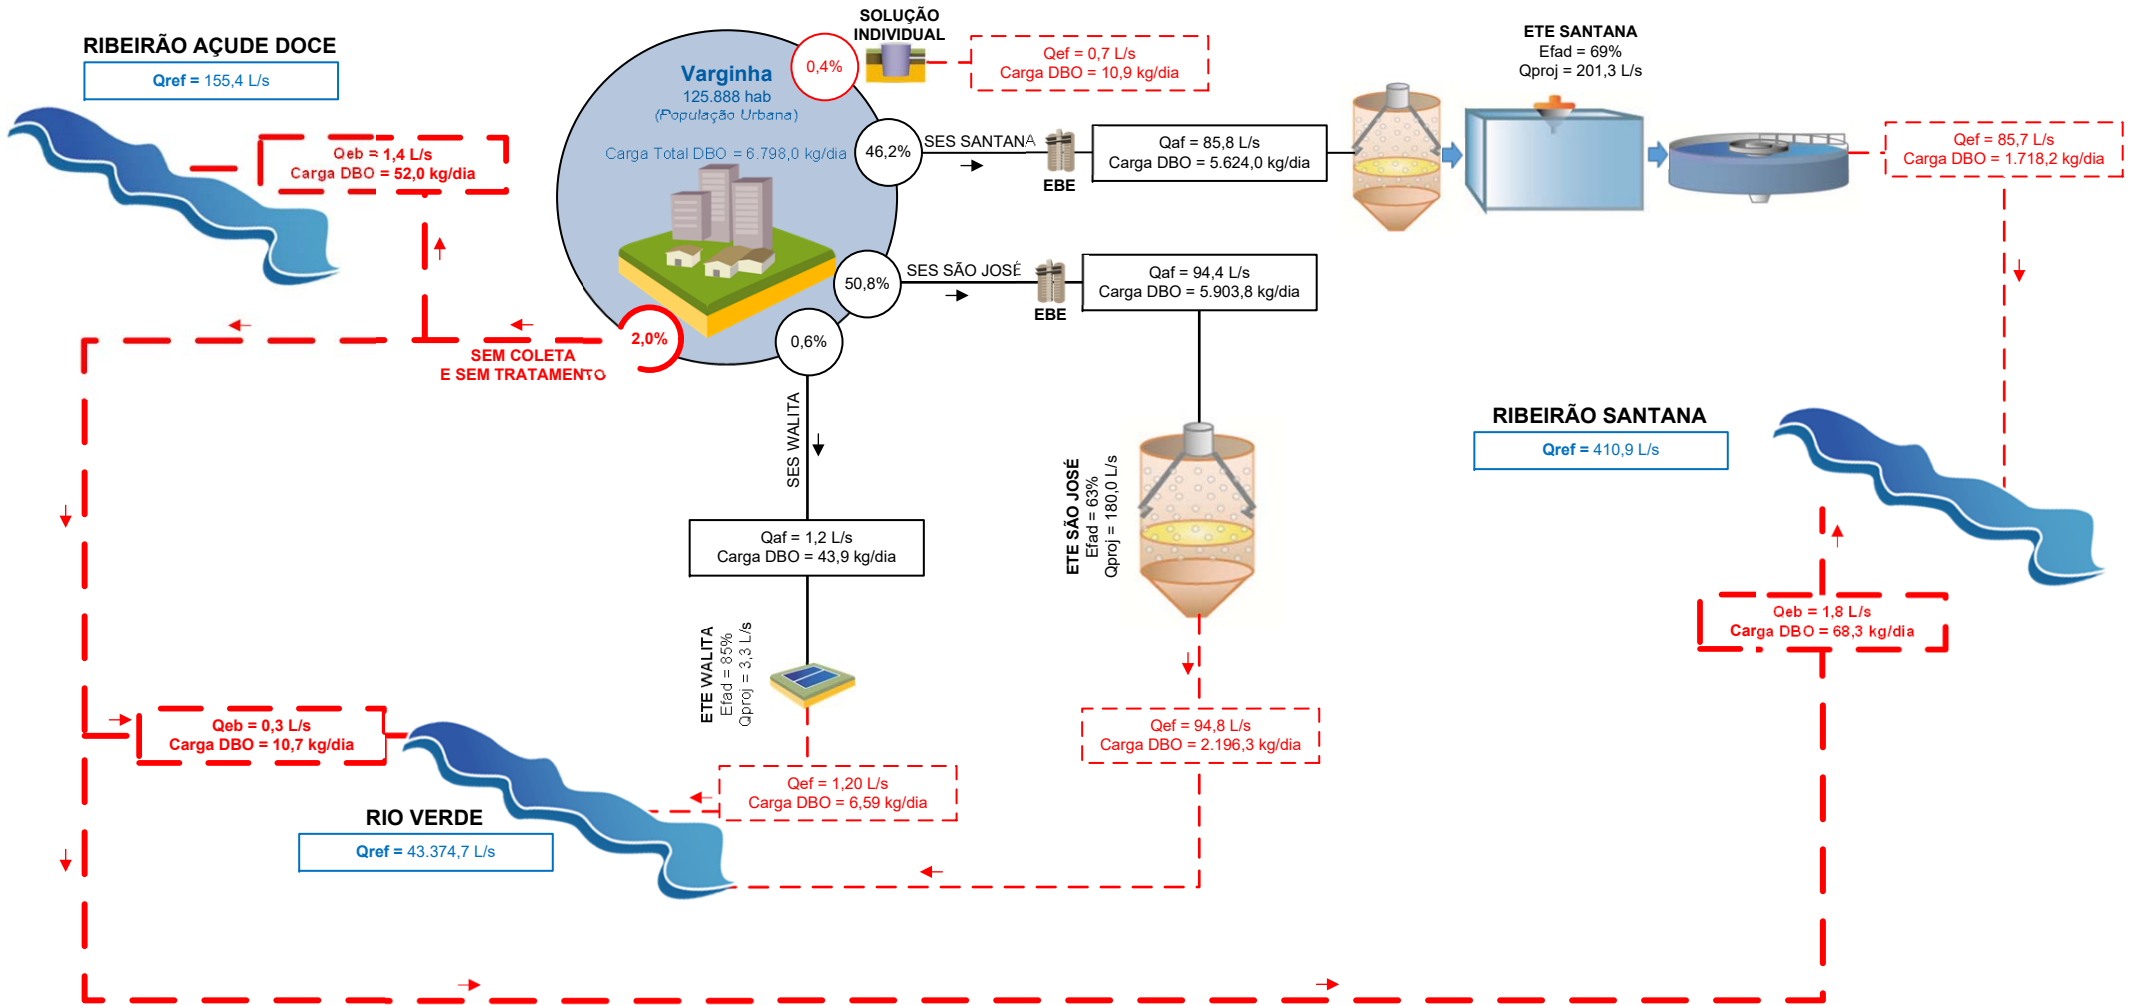 RIBEIRÃO AÇUDE DOCE
Qref = 155,4 L/s
Qeb = 1,4 L/s
Carga DBO = 52,0 kg/dia
Varginha
125.888 hab
(População Urbana)
Carga Total DBO = 6.798,0 kg/dia
0,4%
SOLUÇÃO
INDIVIDUAL
Qef = 0,7 L/s
Carga DBO = 10,9 kg/dia
46,2%
SES SANTANA
EBE
Qaf = 85,8 L/s
Carga DBO = 5.624,0 kg/dia
ETE SANTANA
Efad = 69%
Qproj = 201,3 L/s
Qef = 85,7 L/s
Carga DBO = 1.718,2 kg/dia
50,8%
SES SÃO JOSÉ
EBE
Qaf = 94,4 L/s
Carga DBO = 5.903,8 kg/dia
2,0%
SEM COLETA
E SEM TRATAMENTO
0,6%
SES WALITA
Qaf = 1,2 L/s
Carga DBO = 43,9 kg/dia
ETE SÃO JOSÉ
Efad = 63%
Qproj = 180,0 L/s
RIBEIRÃO SANTANA
Qref = 410,9 L/s
Qeb = 1,8 L/s
Carga DBO = 68,3 kg/dia
ETE WALITA
Efad = 85%
Qproj = 3,3 L/s
Qeb = 0,3 L/s
Carga DBO = 10,7 kg/dia
Qef = 94,8 L/s
Carga DBO = 2.196,3 kg/dia
Qef = 1,20 L/s
Carga DBO = 6,59 kg/dia
RIO VERDE
Qref = 43.374,7 L/s